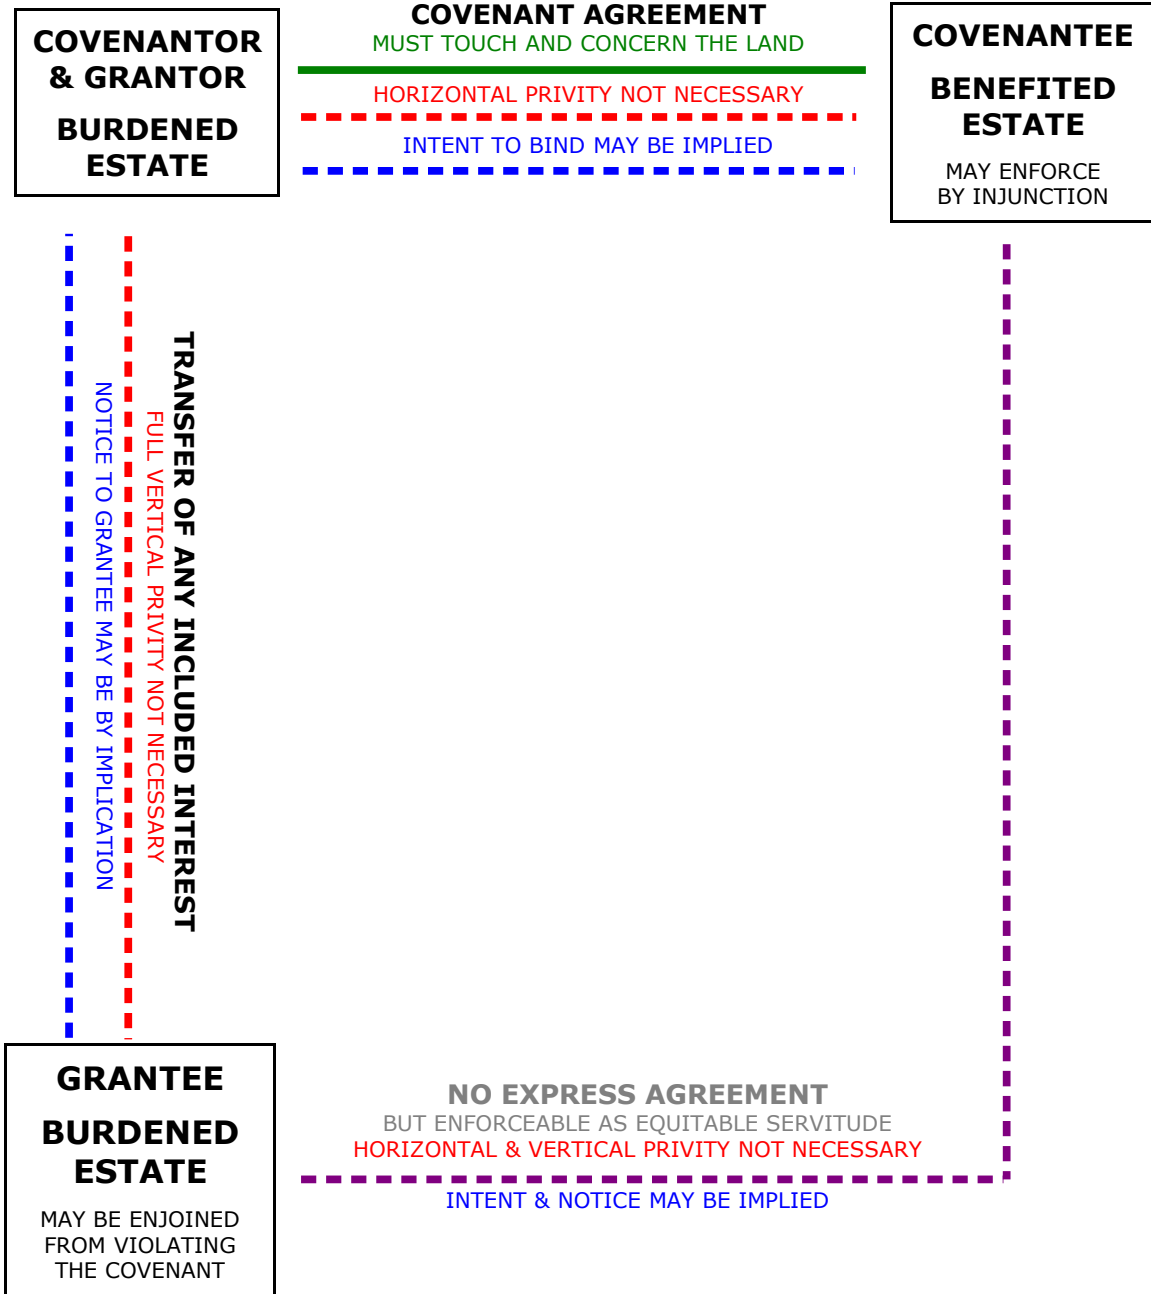 COVENANTOR
& GRANTOR
BURDENED
ESTATE
COVENANT AGREEMENT
MUST TOUCH AND CONCERN THE LAND
HORIZONTAL PRIVITY NOT NECESSARY
INTENT TO BIND MAY BE IMPLIED
COVENANTEE
BENEFITED
ESTATE
MAY ENFORCE
BY INJUNCTION
TRANSFER OF ANY INCLUDED INTEREST
FULL VERTICAL PRIVITY NOT NECESSARY
NOTICE TO GRANTEE MAY BE BY IMPLICATION
GRANTEE
BURDENED
ESTATE
MAY BE ENJOINED
FROM VIOLATING
THE COVENANT
NO EXPRESS AGREEMENT
BUT ENFORCEABLE AS EQUITABLE SERVITUDE
HORIZONTAL & VERTICAL PRIVITY NOT NECESSARY
INTENT & NOTICE MAY BE IMPLIED